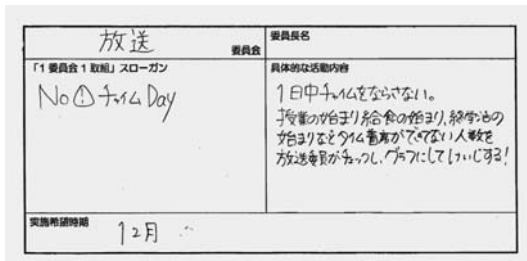 放送 委員会
委員長名
「1委員会1取組」スローガン
No①チャイム Day
具体的な活動内容
1日中チャイムをならさない。
授業の始まり給食の始まり、終学活の
始まりなどタイム着席ができてない人数を
放送委員がチェックし、グラフにしてけいじする!
実施希望時期
12月